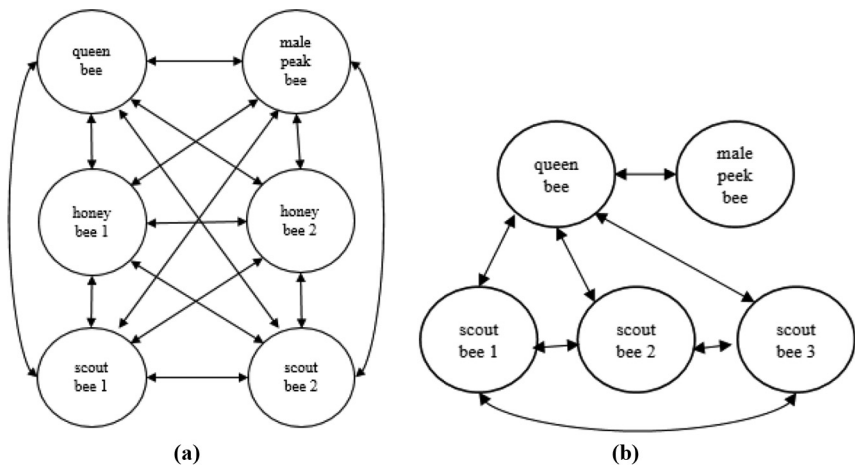 queen
bee
male
peak
bee
honey
bee 1
honey
bee 2
scout
bee 1
scout
bee 2
(a)
queen
bee
male
peek
bee
scout
bee 1
scout
bee 2
scout
bee 3
(b)